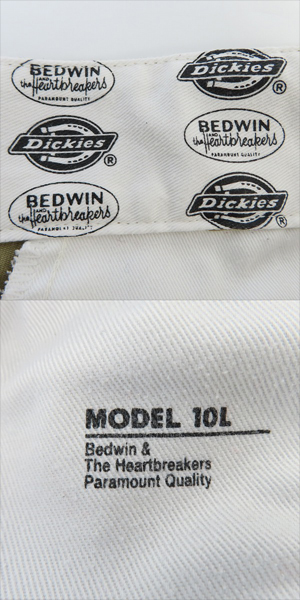 BEDWIN
AND
the Heartbreakers
PARAMOUNT QUALITY
Dickies
®
Dickies
®
BEDWIN
AND
the Heartbreakers
PARAMOUNT QUALITY
BEDWIN
AND
the Heartbreakers
PARAMOUNT QUALITY
Dickies
®
MODEL 10L
Bedwin &
The Heartbreakers
Paramount Quality